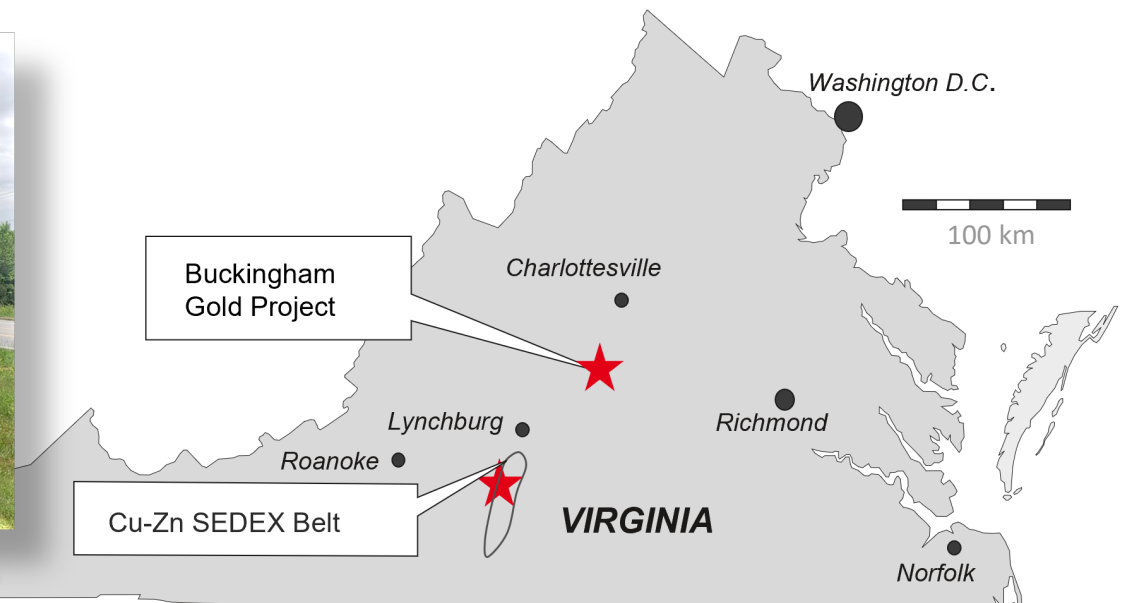 Washington D.C.
100 km
Buckingham
Gold Project
Charlottesville
Lynchburg
Richmond
Roanoke
Cu-Zn SEDEX Belt
VIRGINIA
Norfolk